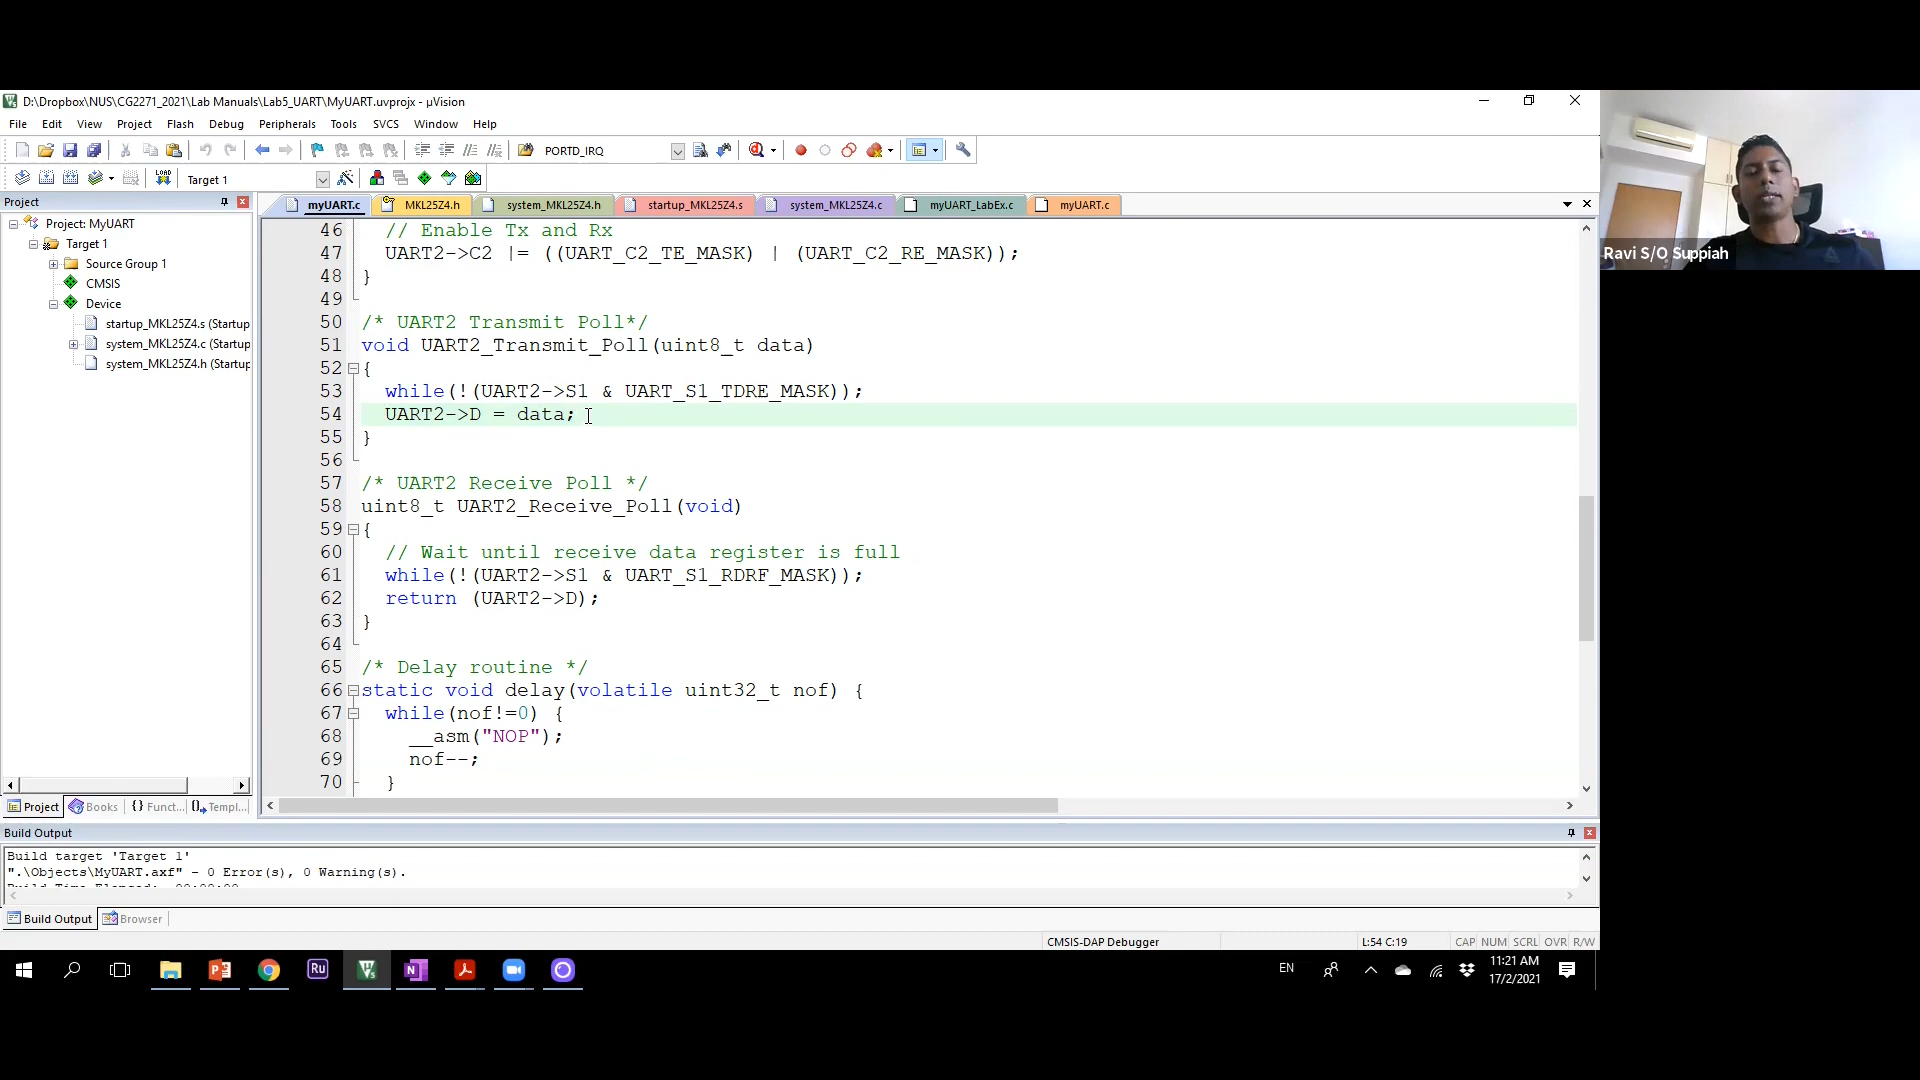 D:\Dropbox\NUS\CG2271_2021\Lab Manuals\Lab5_UART\MyUART.uvprojx - µVision
File Edit View Project Flash Debug Peripherals Tools SVCS Window Help
PORTD_IRQ
LOAD Target 1
Project
myUART.c MKL25Z4.h system_MKL25Z4.h startup_MKL25Z4.s system_MKL25Z4.c myUART_LabEx.c myUART.c
Project: MyUART
Target 1
Source Group 1
CMSIS
Device
startup_MKL25Z4.s (Startup
system_MKL25Z4.c (Startup
system_MKL25Z4.h (Startup
46 // Enable Tx and Rx
47 UART2->C2 |= ((UART_C2_TE_MASK) | (UART_C2_RE_MASK));
48 }
49
50 /* UART2 Transmit Poll*/
51 void UART2_Transmit_Poll(uint8_t data)
52 {
53 while(!(UART2->S1 & UART_S1_TDRE_MASK));
54 UART2->D = data;
55 }
56
57 /* UART2 Receive Poll */
58 uint8_t UART2_Receive_Poll(void)
59 {
60 // Wait until receive data register is full
61 while(!(UART2->S1 & UART_S1_RDRF_MASK));
62 return (UART2->D);
63 }
64
65 /* Delay routine */
66 static void delay(volatile uint32_t nof) {
67 while(nof!=0) {
68 __asm("NOP");
69 nof--;
70 }
Project Books {} Funct... Templ...
Build Output
Build target 'Target 1'
".\Objects\MyUART.axf" - 0 Error(s), 0 Warning(s).
Build Output Browser
CMSIS-DAP Debugger L:54 C:19 CAP NUM SCRL OVR R/W
Ru EN 11:21 AM
17/2/2021
Ravi S/O Suppiah